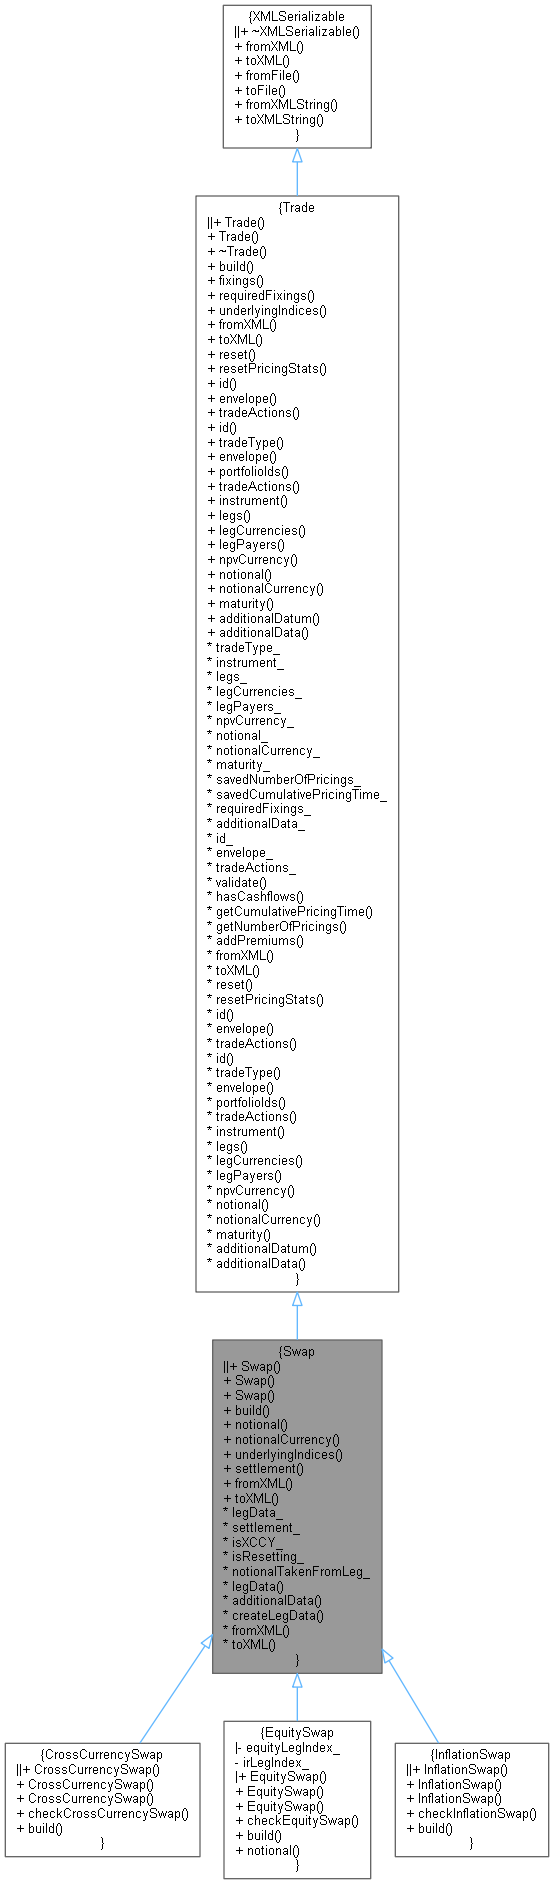 {XMLSerializable
||+ ~XMLSerializable()
+ fromXML()
+ toXML()
+ fromFile()
+ toFile()
+ fromXMLString()
+ toXMLString()
}
{Trade
||+ Trade()
+ Trade()
+ ~Trade()
+ build()
+ fixings()
+ requiredFixings()
+ underlyingIndices()
+ fromXML()
+ toXML()
+ reset()
+ resetPricingStats()
+ id()
+ envelope()
+ tradeActions()
+ id()
+ tradeType()
+ envelope()
+ portfolioIds()
+ tradeActions()
+ instrument()
+ legs()
+ legCurrencies()
+ legPayers()
+ npvCurrency()
+ notional()
+ notionalCurrency()
+ maturity()
+ additionalDatum()
+ additionalData()
* tradeType_
* instrument_
* legs_
* legCurrencies_
* legPayers_
* npvCurrency_
* notional_
* notionalCurrency_
* maturity_
* savedNumberOfPricings_
* savedCumulativePricingTime_
* requiredFixings_
* additionalData_
* id_
* envelope_
* tradeActions_
* validate()
* hasCashflows()
* getCumulativePricingTime()
* getNumberOfPricings()
* addPremiums()
* fromXML()
* toXML()
* reset()
* resetPricingStats()
* id()
* envelope()
* tradeActions()
* id()
* tradeType()
* envelope()
* portfolioIds()
* tradeActions()
* instrument()
* legs()
* legCurrencies()
* legPayers()
* npvCurrency()
* notional()
* notionalCurrency()
* maturity()
* additionalDatum()
* additionalData()
}
{Swap
||+ Swap()
+ Swap()
+ Swap()
+ build()
+ notional()
+ notionalCurrency()
+ underlyingIndices()
+ settlement()
+ fromXML()
+ toXML()
* legData_
* settlement_
* isXCCY_
* isResetting_
* notionalTakenFromLeg_
* legData()
* additionalData()
* createLegData()
* fromXML()
* toXML()
}
{CrossCurrencySwap
||+ CrossCurrencySwap()
+ CrossCurrencySwap()
+ CrossCurrencySwap()
+ checkCrossCurrencySwap()
+ build()
}
{EquitySwap
|- equityLegIndex_
- irLegIndex_
|+ EquitySwap()
+ EquitySwap()
+ EquitySwap()
+ checkEquitySwap()
+ build()
+ notional()
}
{InflationSwap
||+ InflationSwap()
+ InflationSwap()
+ InflationSwap()
+ checkInflationSwap()
+ build()
}